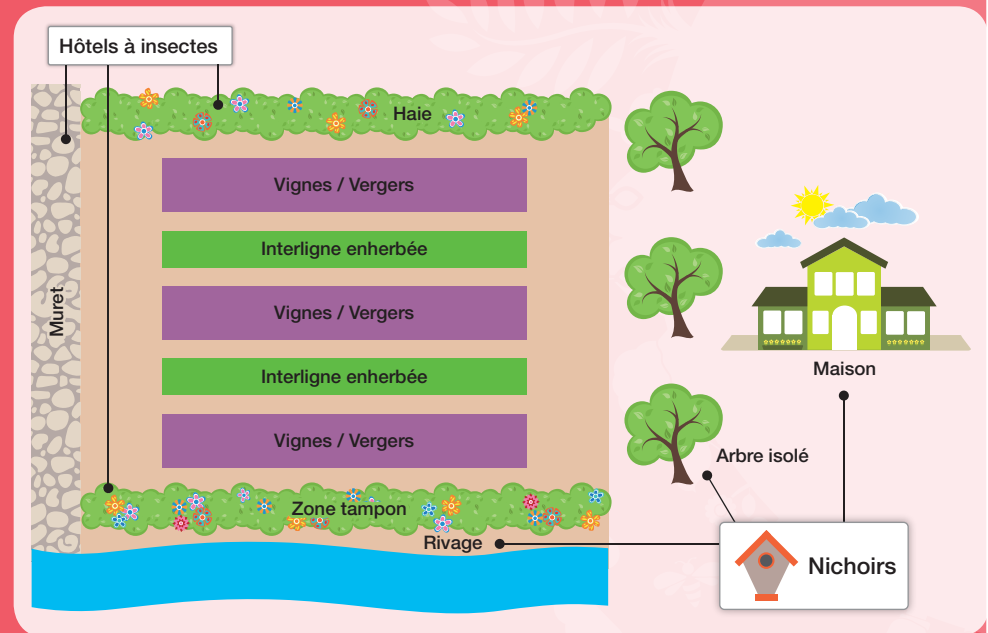 Hôtels à insectes
Haie
Vignes / Vergers
Interligne enherbée
Muret
Vignes / Vergers
Maison
Interligne enherbée
Vignes / Vergers
Arbre isolé
Zone tampon
Rivage
Nichoirs